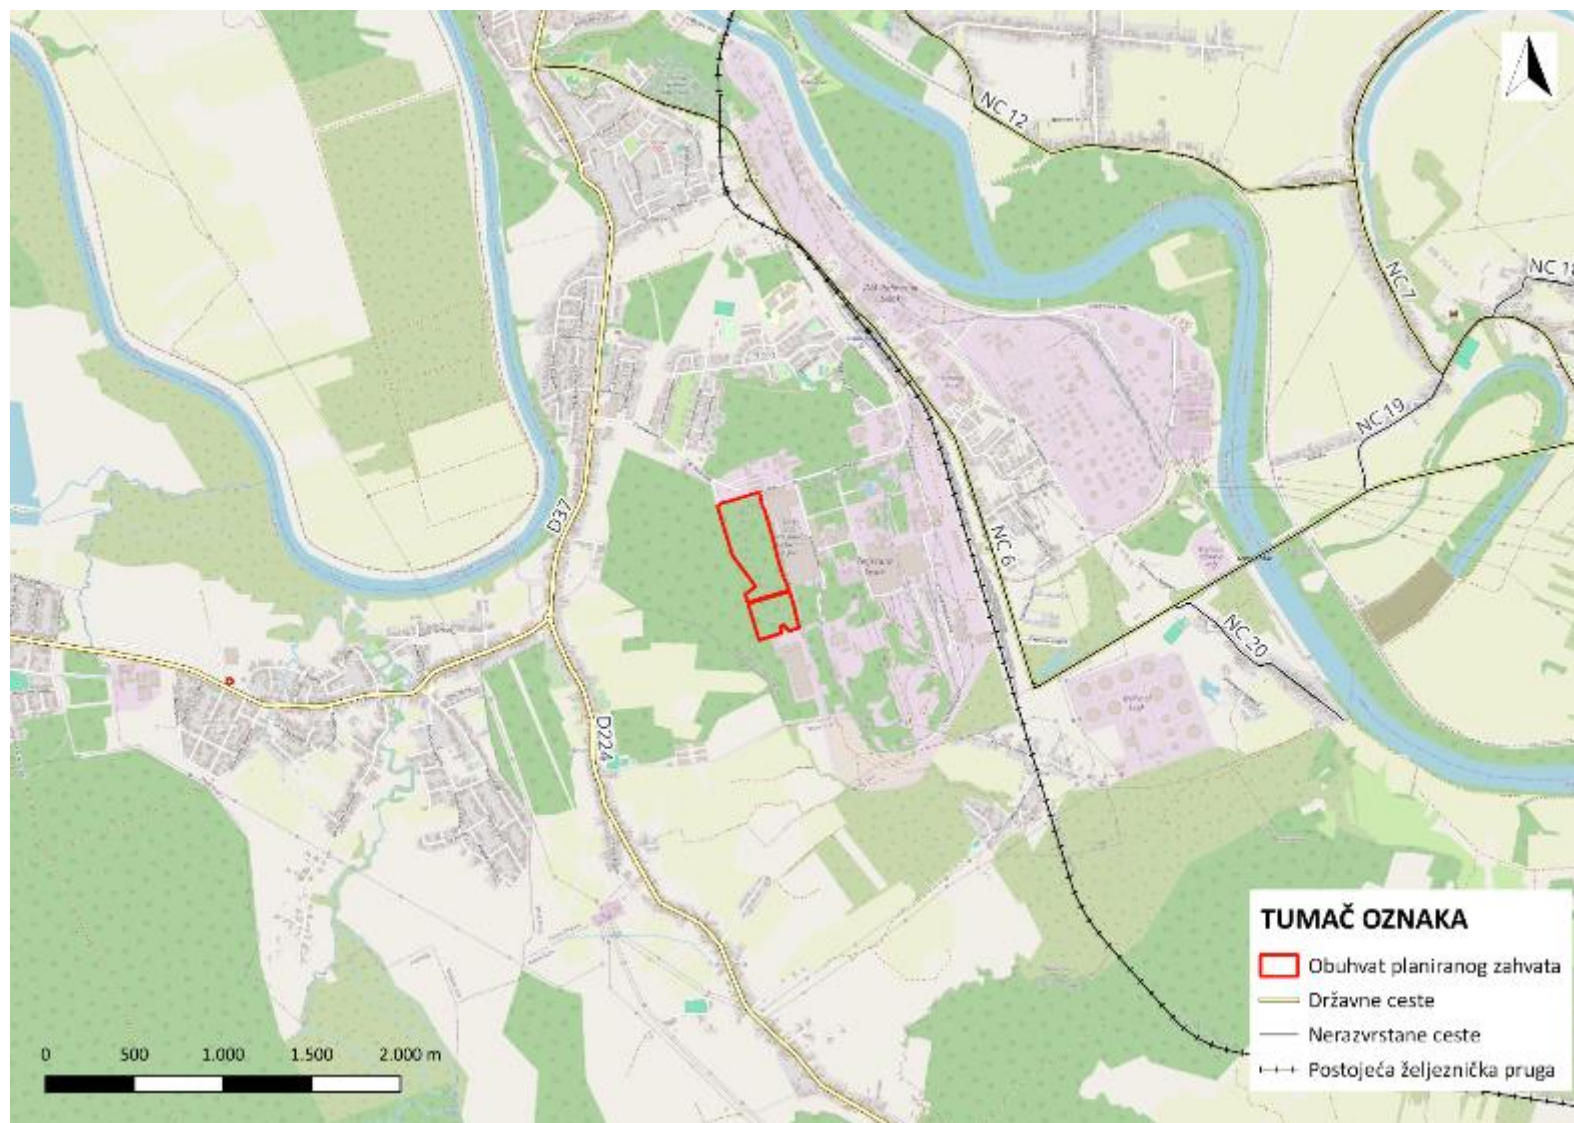 NC 12
NC 7
NC 18
NC 19
D37
NC 6
NC 20
D224
TUMAČ OZNAKA
Obuhvat planiranog zahvata
Državne ceste
Nerazvrstane ceste
Postojeća željeznička pruga
0 500 1.000 1.500 2.000 m